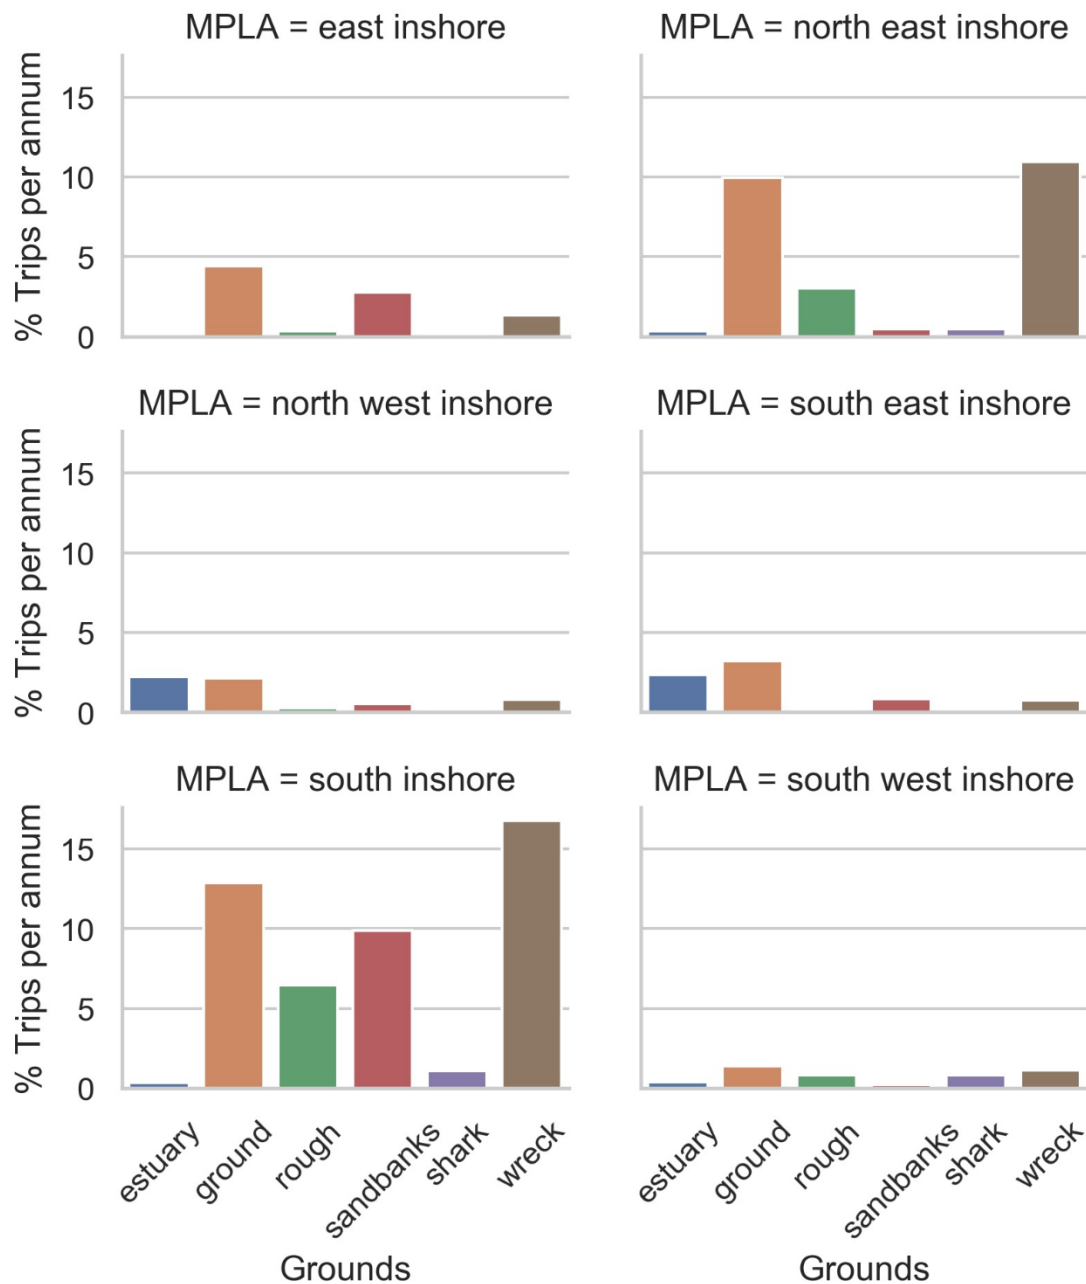 MPLA = east inshore
MPLA = north east inshore
% Trips per annum
15
10
5
0
MPLA = north west inshore
MPLA = south east inshore
% Trips per annum
15
10
5
0
MPLA = south inshore
MPLA = south west inshore
% Trips per annum
15
10
5
0
estuary
ground
rough
sandbanks
shark
wreck
estuary
ground
rough
sandbanks
shark
wreck
Grounds
Grounds